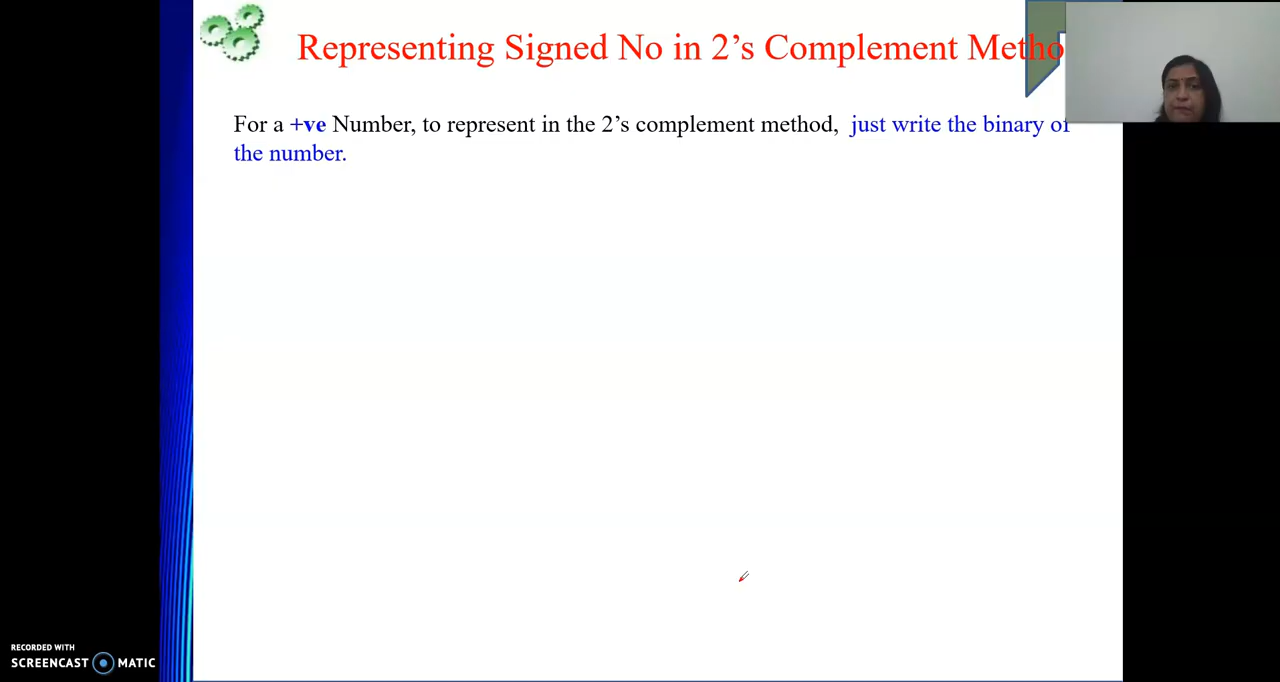 Representing Signed No in 2's Complement Metho
For a +ve Number, to represent in the 2's complement method, just write the binary of
the number.
RECORDED WITH
SCREENCAST MATIC